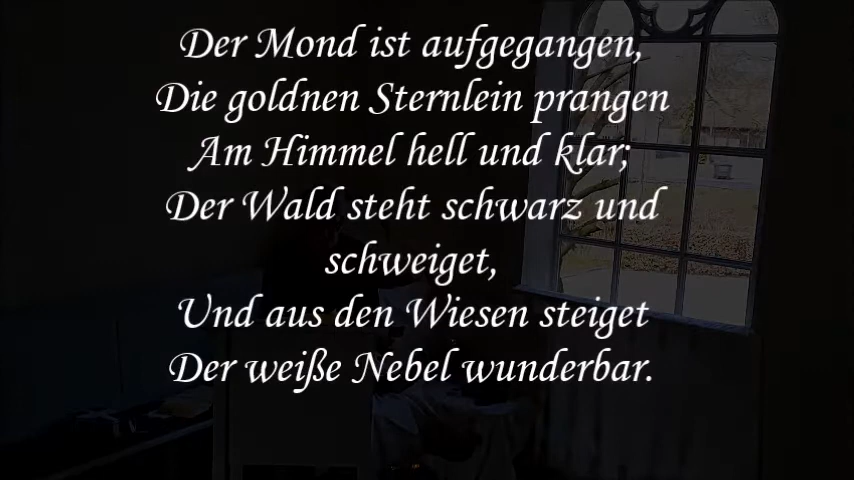 Der Mond ist aufgegangen,
Die goldnen Sternlein prangen
Am Himmel hell und klar;
Der Wald steht schwarz und
schweiget,
Und aus den Wiesen steiget
Der weiße Nebel wunderbar.